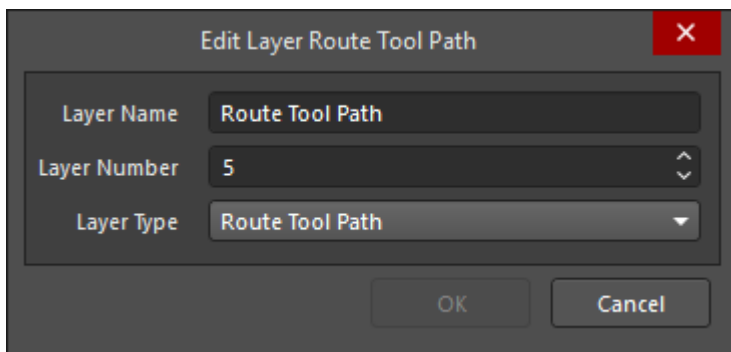 Edit Layer Route Tool Path
Layer Name Route Tool Path
Layer Number 5
Layer Type Route Tool Path
OK Cancel